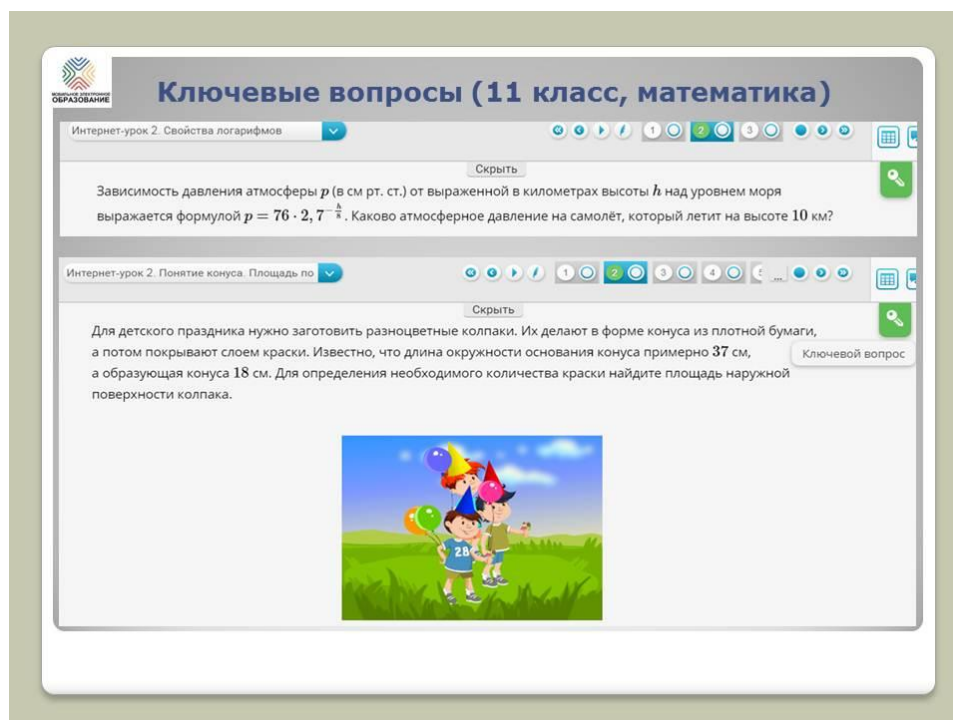 МОБИЛЬНОЕ ЭЛЕКТРОННОЕ
ОБРАЗОВАНИЕ
Ключевые вопросы (11 класс, математика)
Интернет-урок 2. Свойства логарифмов
1 2 3
Скрыть
Зависимость давления атмосферы p (в см рт. ст.) от выраженной в километрах высоты h над уровнем моря
выражается формулой p = 76 · 2, 7^{-h/8}. Каково атмосферное давление на самолёт, который летит на высоте 10 км?
Интернет-урок 2. Понятие конуса. Площадь по
1 2 3 4 ...
Скрыть
Для детского праздника нужно заготовить разноцветные колпаки. Их делают в форме конуса из плотной бумаги,
а потом покрывают слоем краски. Известно, что длина окружности основания конуса примерно 37 см,
Ключевой вопрос
а образующая конуса 18 см. Для определения необходимого количества краски найдите площадь наружной
поверхности колпака.
28